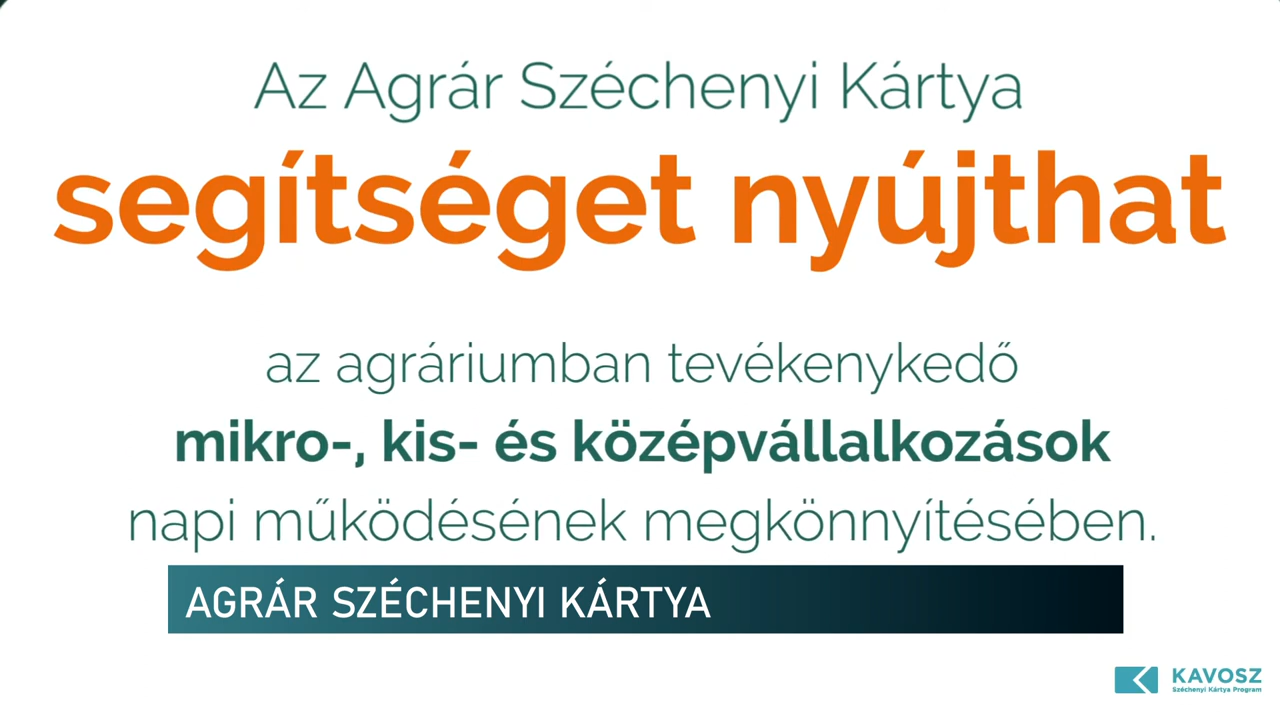 Az Agrár Széchenyi Kártya
segítséget nyújthat
az agráriumban tevékenykedő
mikro-, kis- és középvállalkozások
napi működésének megkönnyítésében.
AGRÁR SZÉCHENYI KÁRTYA
KAVOSZ
Széchenyi Kártya Program